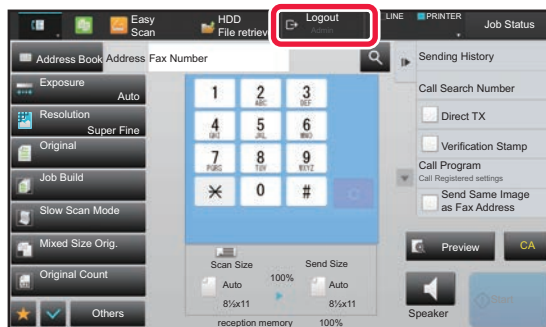 Easy
Scan
HDD
File retriev
Logout
Admin
LINE
PRINTER
Job Status
Address Book
Address
Fax Number
Sending History
Exposure
Auto
Call Search Number
Resolution
Super Fine
Direct TX
Original
Verification Stamp
Job Build
Call Program
Call Registered settings
Slow Scan Mode
Send Same Image
as Fax Address
Mixed Size Orig.
Preview
CA
Original Count
Others
1
2
ABC
3
DEF
4
GHI
5
JKL
6
MNO
7
PQRS
8
TUV
9
WXYZ
0
#
Scan Size
100%
Send Size
Auto
Auto
8½x11
8½x11
reception memory 100%
Speaker
Start